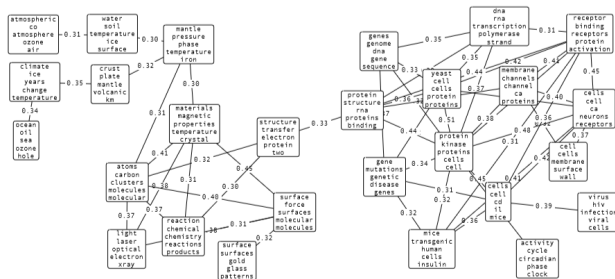 atmospheric
co
atmosphere
ozone
air
0.31
water
soil
temperature
ice
surface
0.30
mantle
pressure
phase
temperature
iron
climate
ice
years
change
temperature
0.35
crust
plate
mantle
volcanic
km
0.32
0.34
ocean
oil
sea
ozone
hole
0.30
0.31
materials
magnetic
properties
temperature
crystal
structure
transfer
electron
protein
two
0.33
0.41
0.32
0.45
atoms
carbon
clusters
molecules
molecular
0.38
0.31
0.40
0.30
0.37
0.37
surface
force
surfaces
molecular
molecules
reaction
chemical
chemistry
reactions
products
0.31
0.38
0.32
light
laser
optical
electron
xray
surface
surfaces
gold
glass
patterns
dna
rna
transcription
polymerase
strand
0.31
receptor
binding
receptors
protein
activation
0.35
genes
genome
dna
gene
sequence
0.33
0.35
0.42
0.41
0.45
0.44
yeast
cell
cells
protein
proteins
membrane
channels
channel
ca
proteins
0.37
0.40
protein
structure
rna
proteins
binding
0.36
cells
cell
ca
neurons
receptors
0.38
0.36
0.37
0.51
0.48
0.44
0.31
protein
kinase
proteins
cells
cell
cell
cells
membrane
surface
wall
gene
mutations
genetic
disease
genes
0.42
0.41
0.45
0.31
0.32
0.32
cells
cell
cd
il
mice
0.39
virus
hiv
infection
viral
cells
0.36
mice
transgenic
human
cells
insulin
activity
cycle
circadian
phase
clock